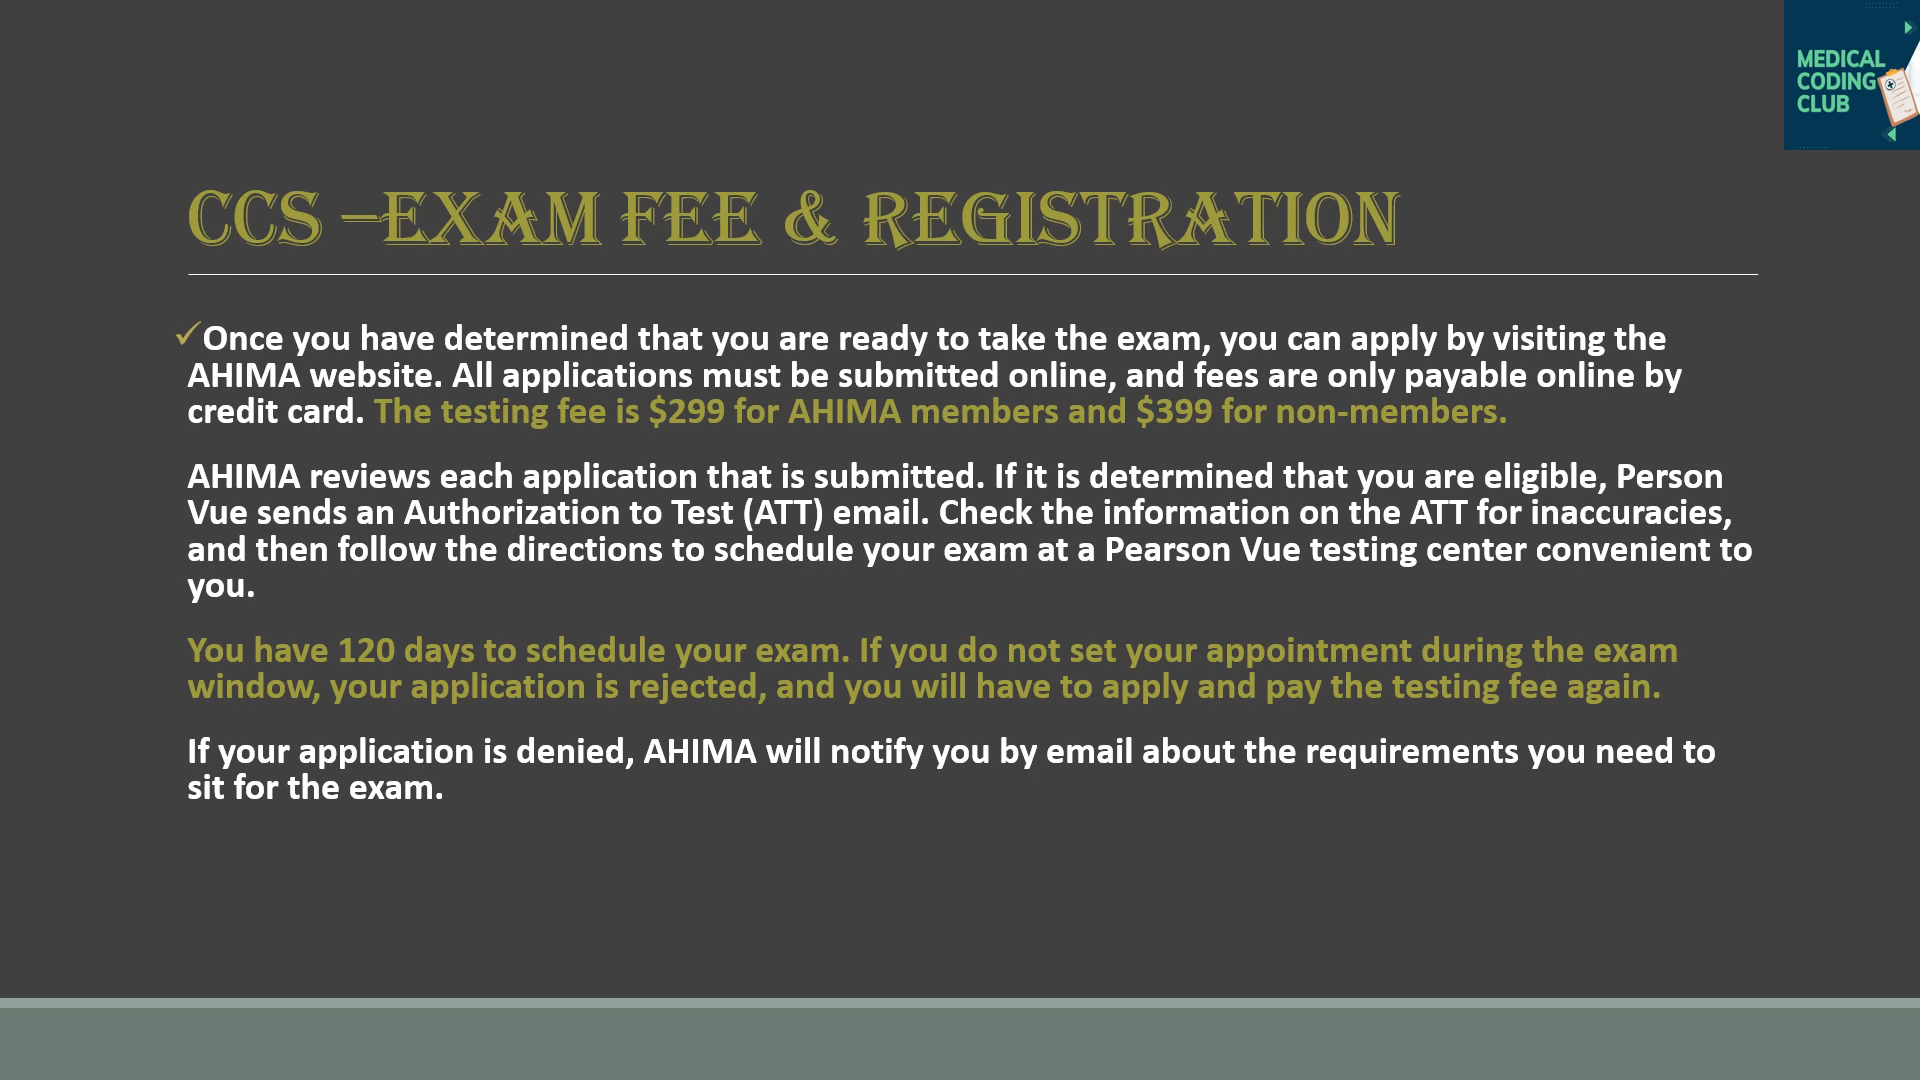 MEDICAL
CODING
CLUB
CCS –EXAM FEE & REGISTRATION
✓Once you have determined that you are ready to take the exam, you can apply by visiting the
AHIMA website. All applications must be submitted online, and fees are only payable online by
credit card. The testing fee is $299 for AHIMA members and $399 for non-members.
AHIMA reviews each application that is submitted. If it is determined that you are eligible, Person
Vue sends an Authorization to Test (ATT) email. Check the information on the ATT for inaccuracies,
and then follow the directions to schedule your exam at a Pearson Vue testing center convenient to
you.
You have 120 days to schedule your exam. If you do not set your appointment during the exam
window, your application is rejected, and you will have to apply and pay the testing fee again.
If your application is denied, AHIMA will notify you by email about the requirements you need to
sit for the exam.